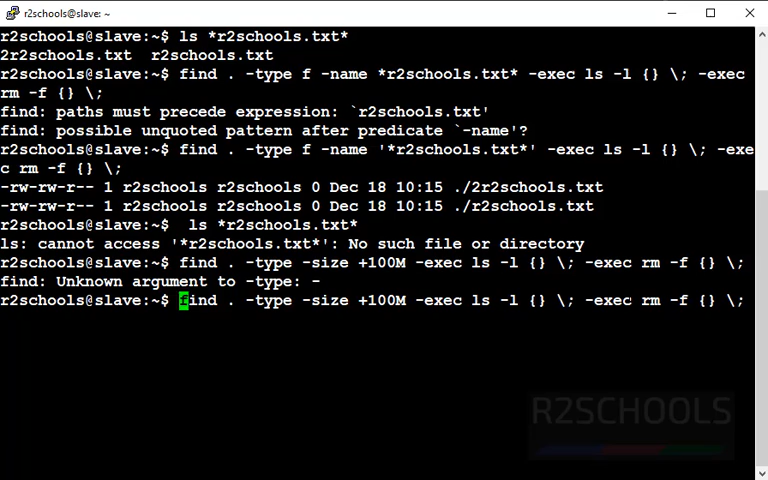 r2schools@slave: ~
r2schools@slave:~$ ls *r2schools.txt*
2r2schools.txt  r2schools.txt
r2schools@slave:~$ find . -type f -name *r2schools.txt* -exec ls -l {} \; -exec
rm -f {} \;
find: paths must precede expression: `r2schools.txt'
find: possible unquoted pattern after predicate `-name'?
r2schools@slave:~$ find . -type f -name '*r2schools.txt*' -exec ls -l {} \; -exe
c rm -f {} \;
-rw-rw-r-- 1 r2schools r2schools 0 Dec 18 10:15 ./2r2schools.txt
-rw-rw-r-- 1 r2schools r2schools 0 Dec 18 10:15 ./r2schools.txt
r2schools@slave:~$  ls *r2schools.txt*
ls: cannot access '*r2schools.txt*': No such file or directory
r2schools@slave:~$ find . -type -size +100M -exec ls -l {} \; -exec rm -f {} \;
find: Unknown argument to -type: -
r2schools@slave:~$ find . -type -size +100M -exec ls -l {} \; -exec rm -f {} \;
R2SCHOOLS